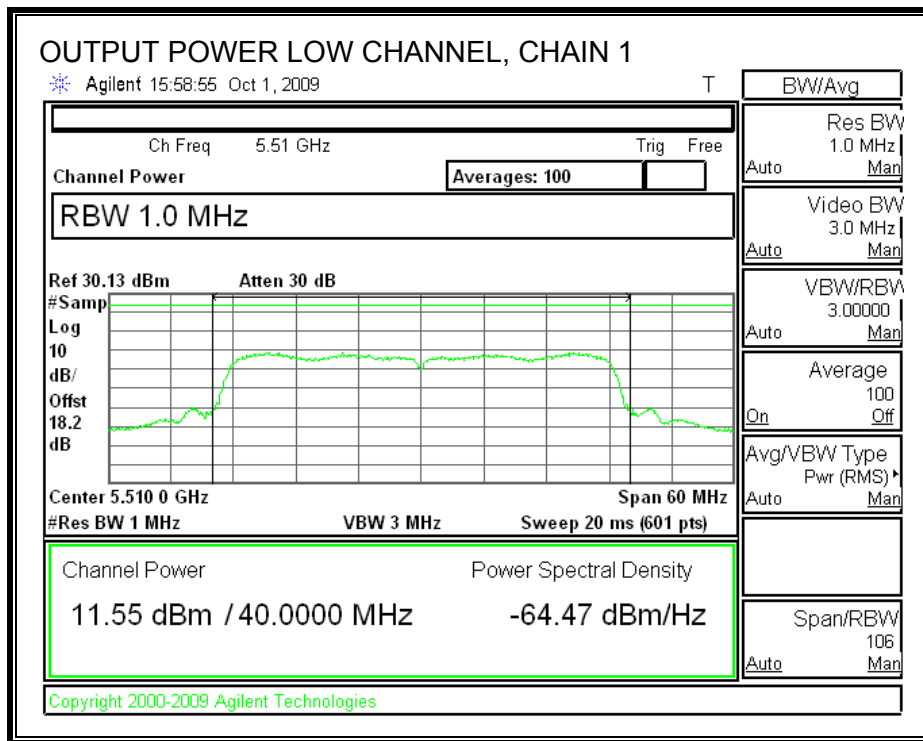 OUTPUT POWER LOW CHANNEL, CHAIN 1
Agilent 15:58:55 Oct 1, 2009 T
BW/Avg
Ch Freq 5.51 GHz Trig Free
Channel Power Averages: 100
RBW 1.0 MHz
Ref 30.13 dBm Atten 30 dB
#Samp
Log
10
dB/
Offst
18.2
dB
Center 5.510 0 GHz Span 60 MHz
#Res BW 1 MHz VBW 3 MHz Sweep 20 ms (601 pts)
Channel Power Power Spectral Density
11.55 dBm / 40.0000 MHz -64.47 dBm/Hz
Res BW
1.0 MHz
Auto Man
Video BW
3.0 MHz
Auto Man
VBW/RBW
3.00000
Auto Man
Average
100
On Off
Avg/VBW Type
Pwr (RMS)
Auto Man
Span/RBW
106
Auto Man
Copyright 2000-2009 Agilent Technologies